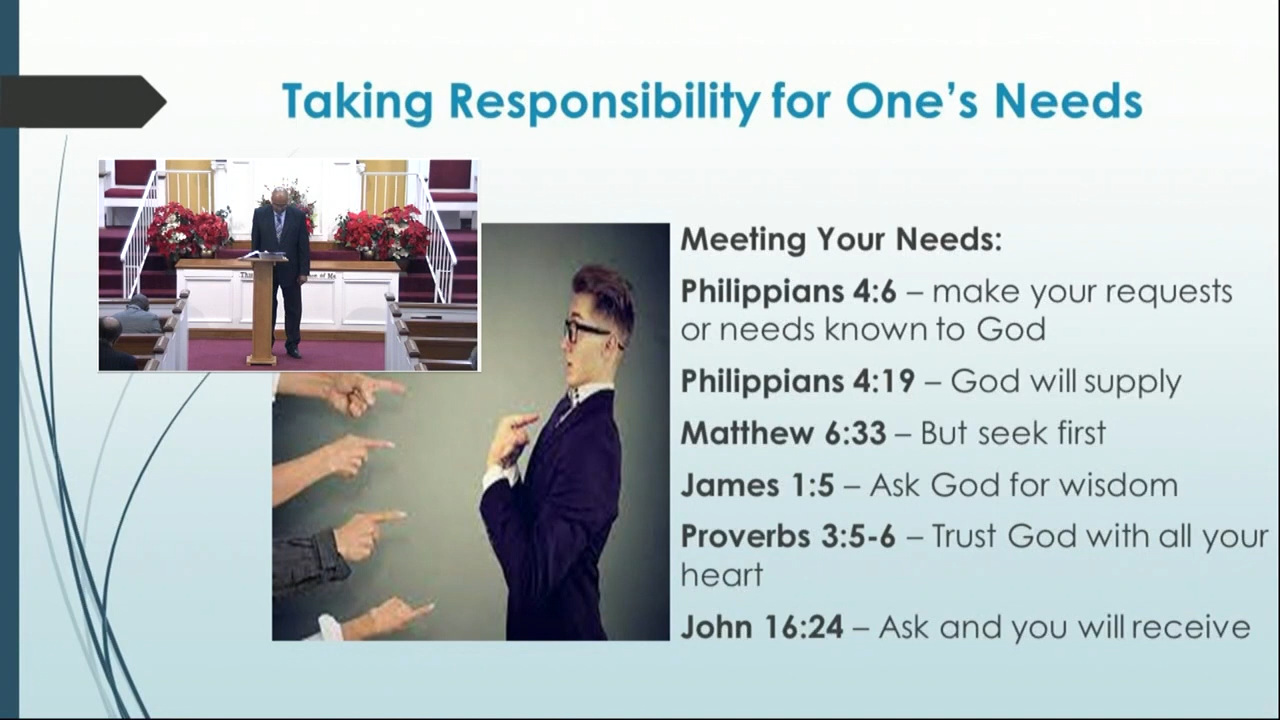 Taking Responsibility for One's Needs
Meeting Your Needs:
Philippians 4:6 – make your requests
or needs known to God
Philippians 4:19 – God will supply
Matthew 6:33 – But seek first
James 1:5 – Ask God for wisdom
Proverbs 3:5-6 – Trust God with all your
heart
John 16:24 – Ask and you will receive
of Me